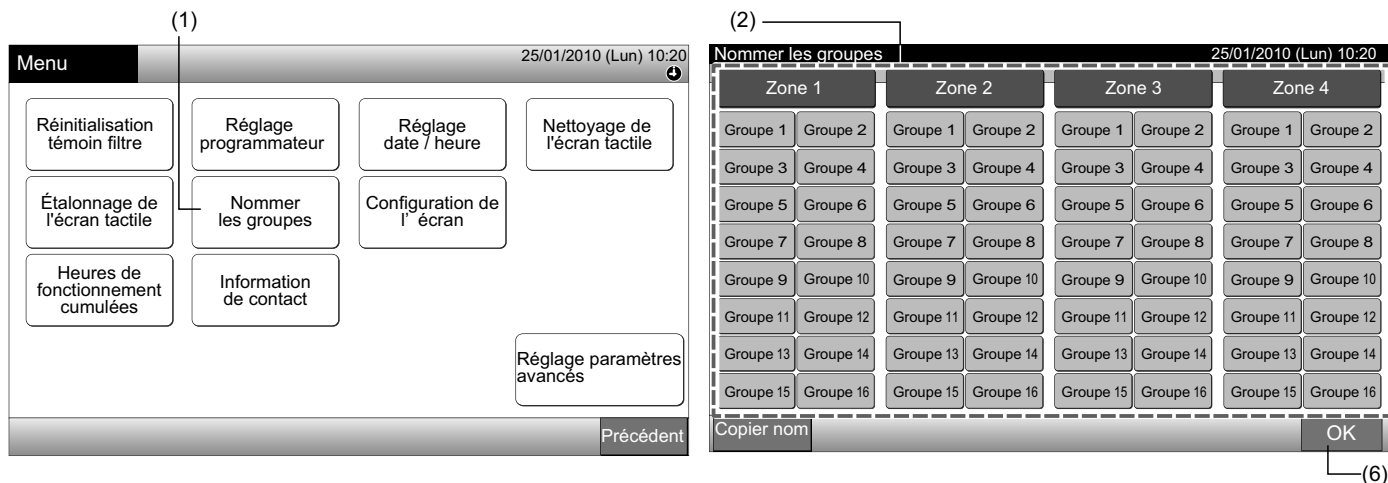 (1)
Menu
25/01/2010 (Lun) 10:20
Réinitialisation
témoin filtre
Réglage
programmateur
Réglage
date / heure
Nettoyage de
l'écran tactile
Étalonnage de
l'écran tactile
Nommer
les groupes
Configuration de
l' écran
Heures de
fonctionnement
cumulées
Information
de contact
Réglage paramètres
avancés
Précédent
(2)
Nommer les groupes
25/01/2010 (Lun) 10:20
Zone 1 Zone 2 Zone 3 Zone 4
Groupe 1 Groupe 2 Groupe 1 Groupe 2 Groupe 1 Groupe 2 Groupe 1 Groupe 2
Groupe 3 Groupe 4 Groupe 3 Groupe 4 Groupe 3 Groupe 4 Groupe 3 Groupe 4
Groupe 5 Groupe 6 Groupe 5 Groupe 6 Groupe 5 Groupe 6 Groupe 5 Groupe 6
Groupe 7 Groupe 8 Groupe 7 Groupe 8 Groupe 7 Groupe 8 Groupe 7 Groupe 8
Groupe 9 Groupe 10 Groupe 9 Groupe 10 Groupe 9 Groupe 10 Groupe 9 Groupe 10
Groupe 11 Groupe 12 Groupe 11 Groupe 12 Groupe 11 Groupe 12 Groupe 11 Groupe 12
Groupe 13 Groupe 14 Groupe 13 Groupe 14 Groupe 13 Groupe 14 Groupe 13 Groupe 14
Groupe 15 Groupe 16 Groupe 15 Groupe 16 Groupe 15 Groupe 16 Groupe 15 Groupe 16
Copier nom
OK
(6)